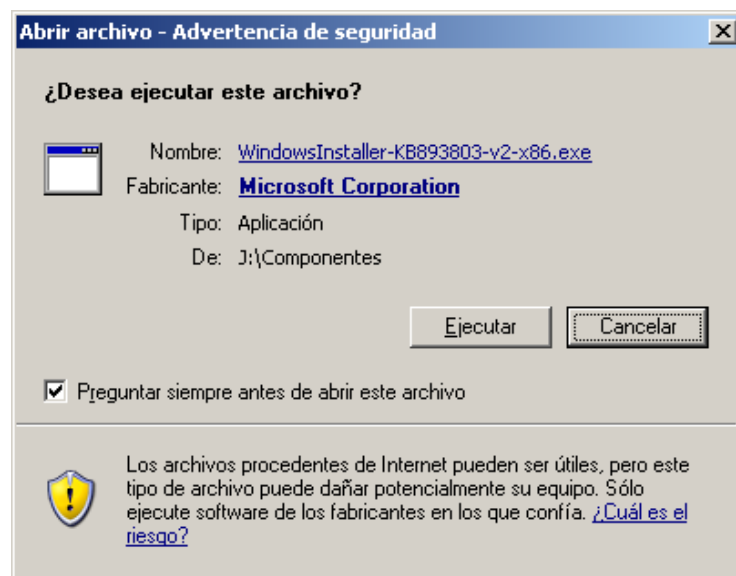 Abrir archivo - Advertencia de seguridad
¿Desea ejecutar este archivo?
Nombre: WindowsInstaller-KB893803-v2-x86.exe
Fabricante: Microsoft Corporation
Tipo: Aplicación
De: J:\Componentes
Ejecutar Cancelar
Preguntar siempre antes de abrir este archivo
Los archivos procedentes de Internet pueden ser útiles, pero este
tipo de archivo puede dañar potencialmente su equipo. Sólo
ejecute software de los fabricantes en los que confía. ¿Cuál es el
riesgo?